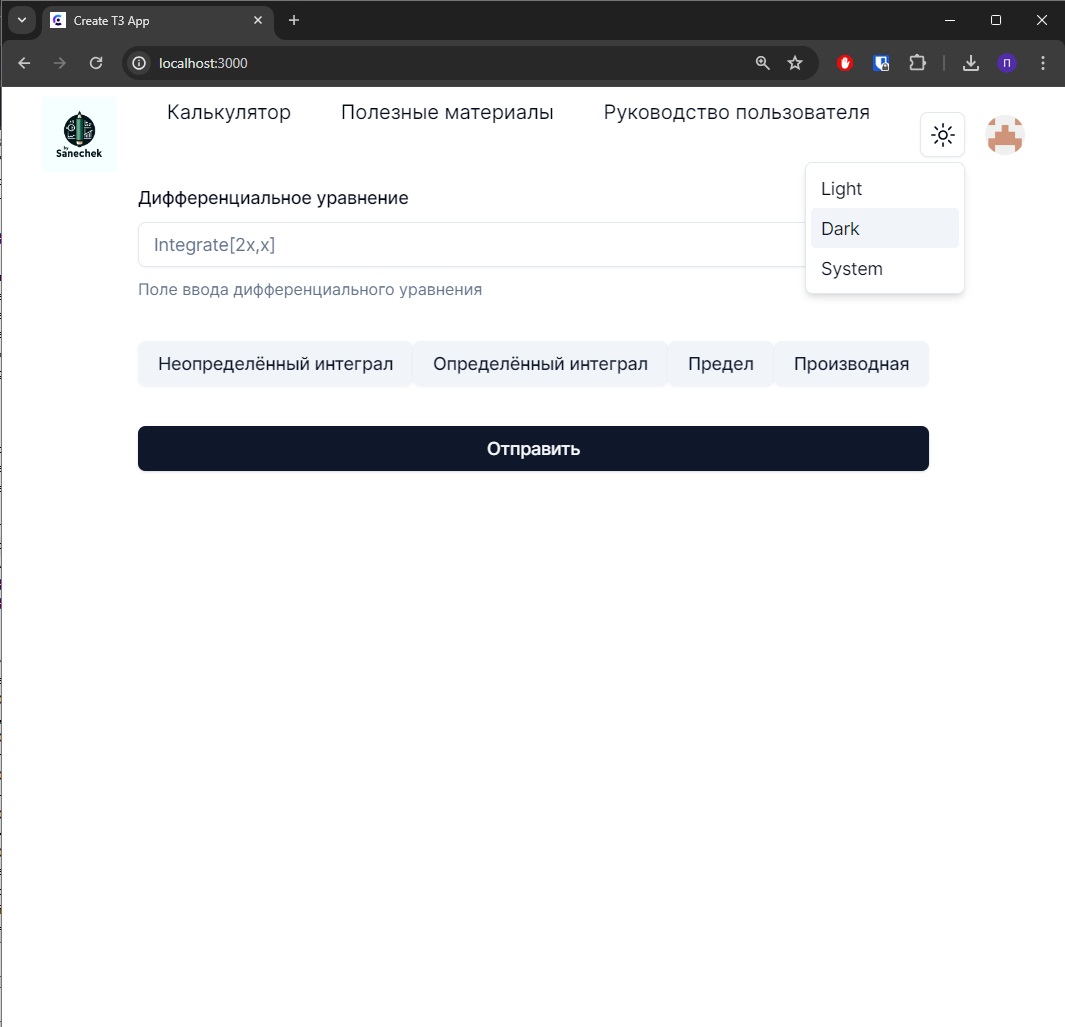 Create T3 App
localhost:3000
П
by
Sanechek
Калькулятор
Полезные материалы
Руководство пользователя
Light
Dark
System
Дифференциальное уравнение
Integrate[2x,x]
Поле ввода дифференциального уравнения
Неопределённый интеграл
Определённый интеграл
Предел
Производная
Отправить